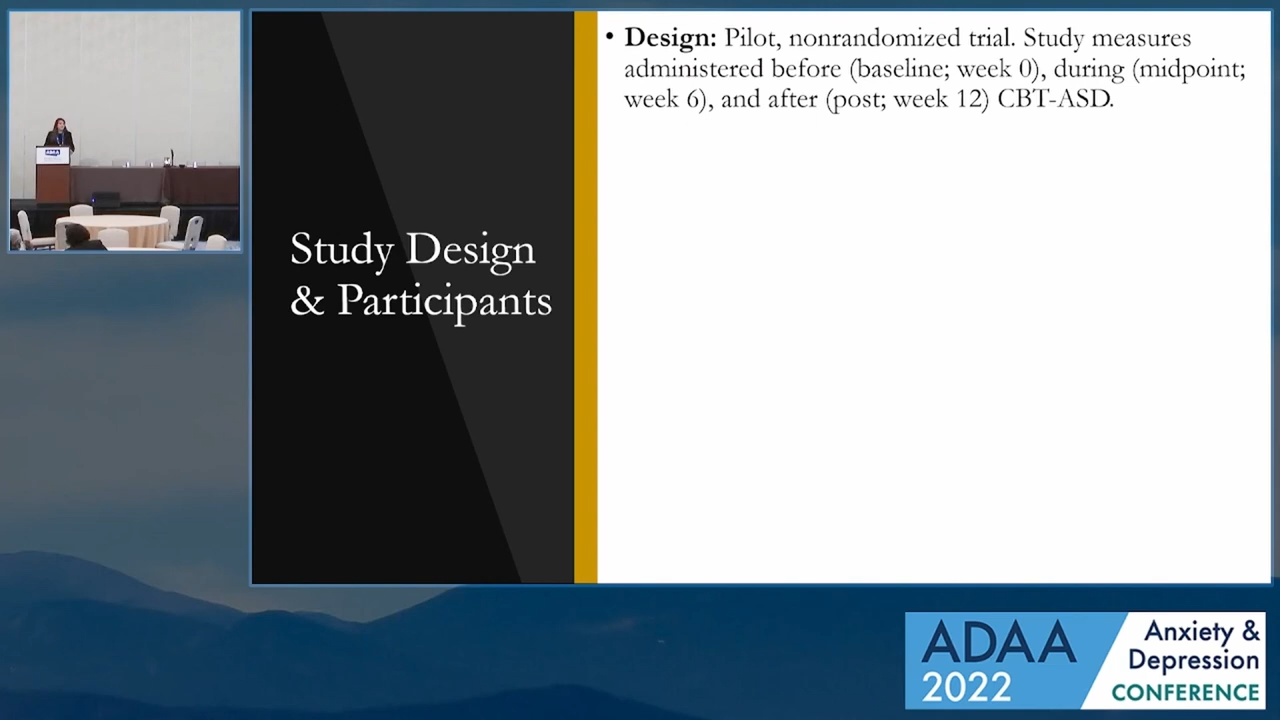 • Design: Pilot, nonrandomized trial. Study measures
administered before (baseline; week 0), during (midpoint;
week 6), and after (post; week 12) CBT-ASD.
Study Design
& Participants
ADAA
2022
Anxiety &
Depression
CONFERENCE